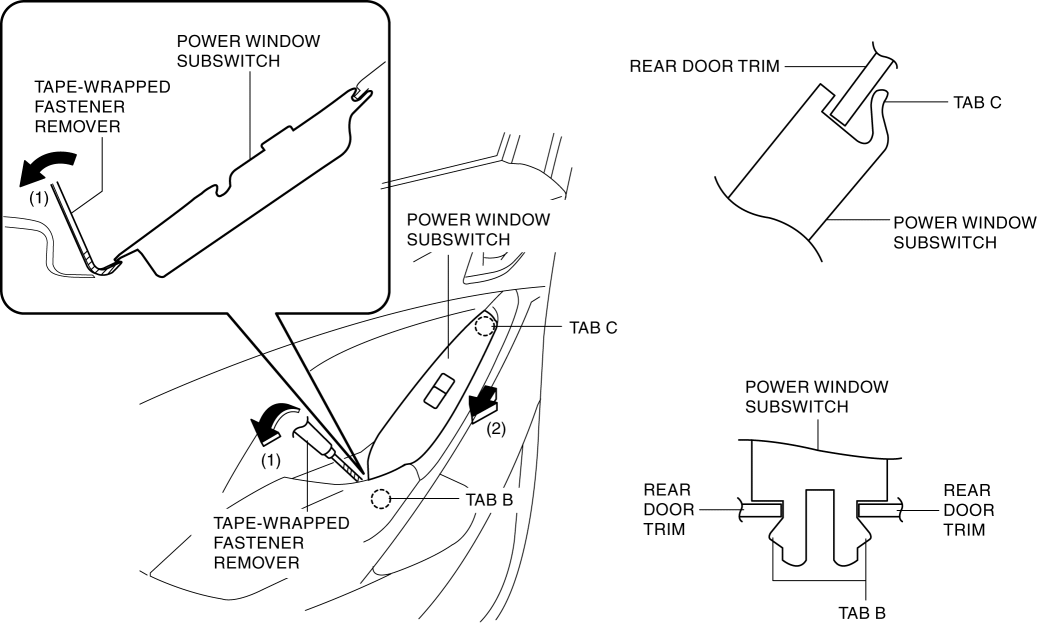 POWER WINDOW
SUBSWITCH
TAPE-WRAPPED
FASTENER
REMOVER
(1)
POWER WINDOW
SUBSWITCH
TAB C
(2)
(1)
TAB B
TAPE-WRAPPED
FASTENER
REMOVER
REAR DOOR TRIM
TAB C
POWER WINDOW
SUBSWITCH
POWER WINDOW
SUBSWITCH
REAR
DOOR
TRIM
REAR
DOOR
TRIM
TAB B